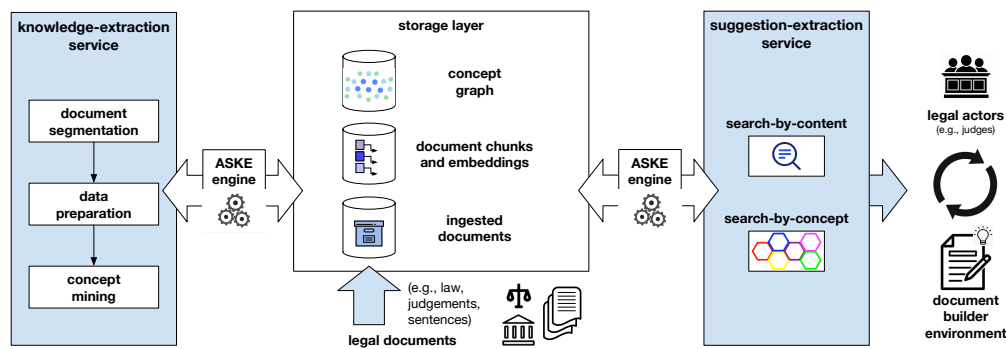 knowledge-extraction
service
document
segmentation
data
preparation
concept
mining
ASKE
engine
storage layer
concept
graph
document chunks
and embeddings
ingested
documents
(e.g., law,
judgements,
sentences)
legal documents
ASKE
engine
suggestion-extraction
service
search-by-content
search-by-concept
legal actors
(e.g., judges)
document
builder
environment